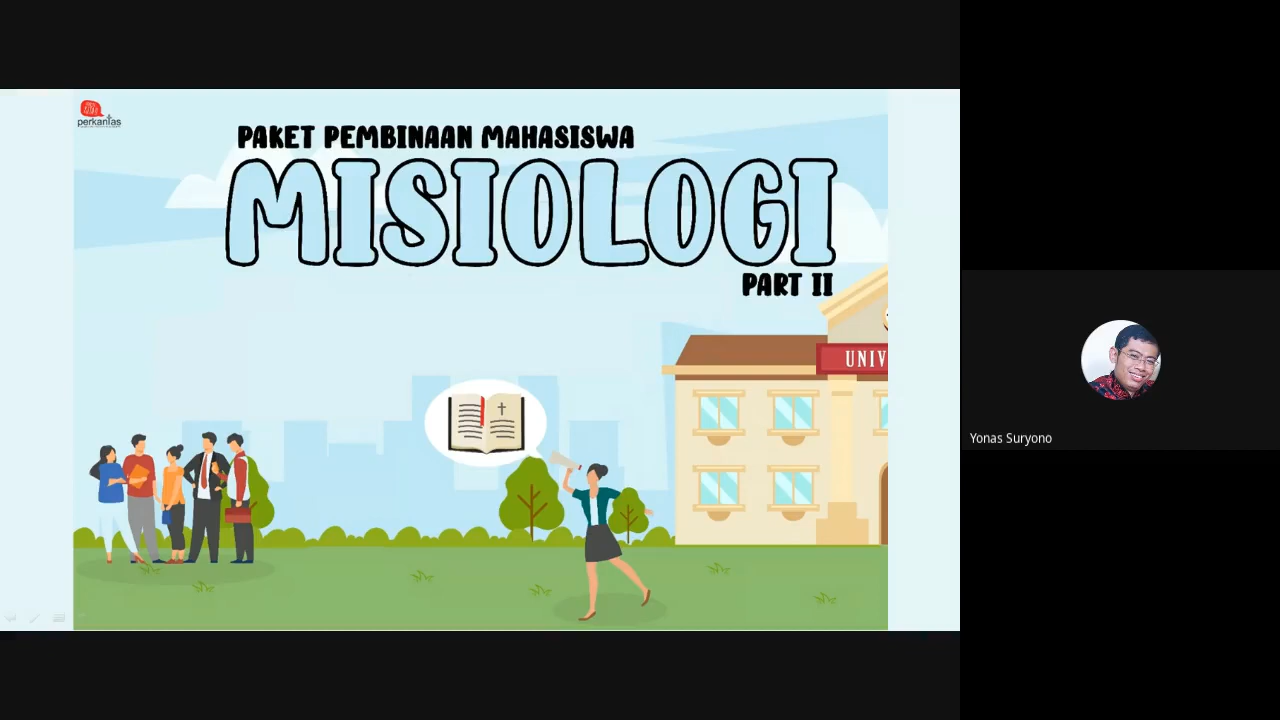 perkantas
PAKET PEMBINAAN MAHASISWA
MISIOLOGI
PART II
UNIV
Yonas Suryono